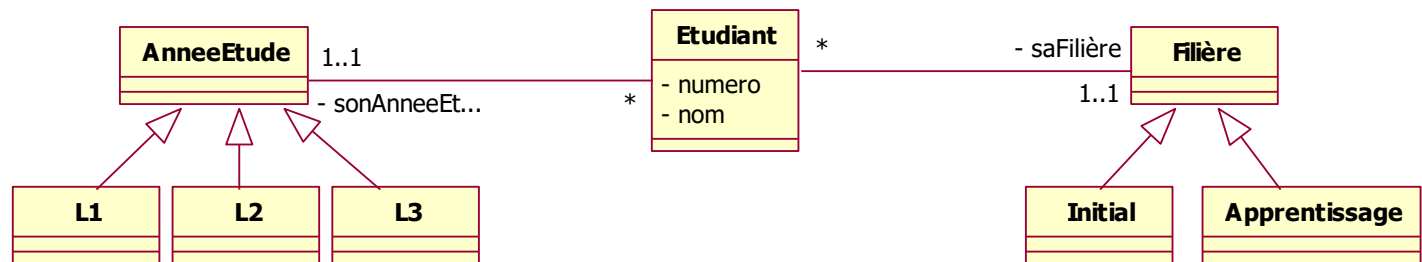 AnneeEtude
1..1
- sonAnneeEt...
*
Etudiant
- numero
- nom
*
- saFilière
1..1
Filière
L1
L2
L3
Initial
Apprentissage